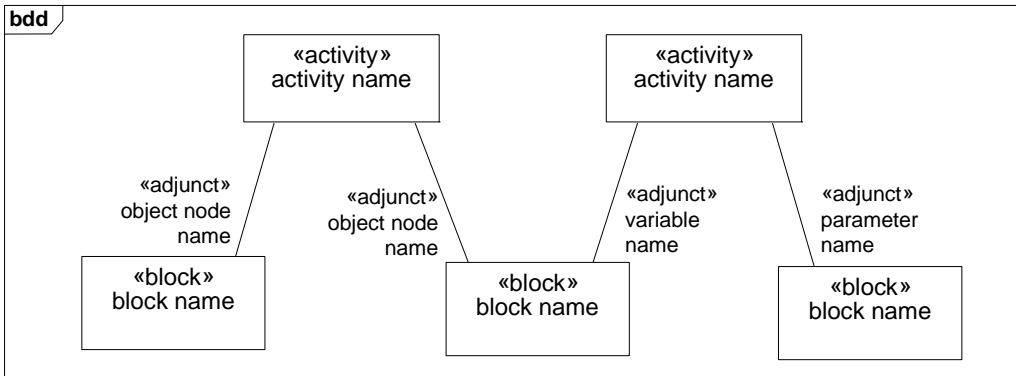 bdd
«activity»
activity name
«activity»
activity name
«adjunct»
object node
name
«adjunct»
object node
name
«adjunct»
variable
name
«adjunct»
parameter
name
«block»
block name
«block»
block name
«block»
block name